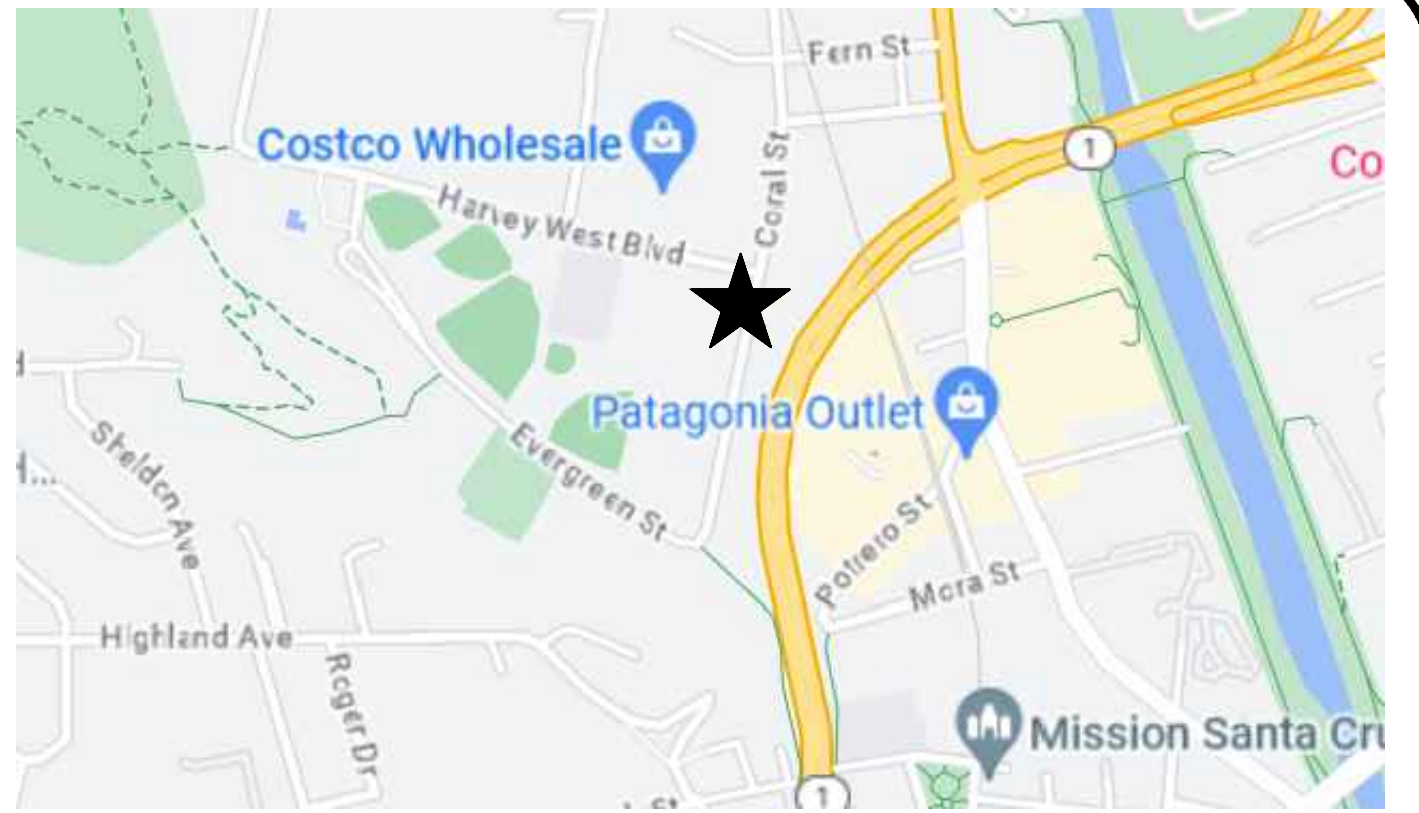 Fern St
Costco Wholesale
1
Co
Coral St
Harvey West Blvd
Patagonia Outlet
Evergreen St
Sheldon Ave
Potrero St
Mora St
Highland Ave
Roger Dr
Mission Santa Cru
1
St